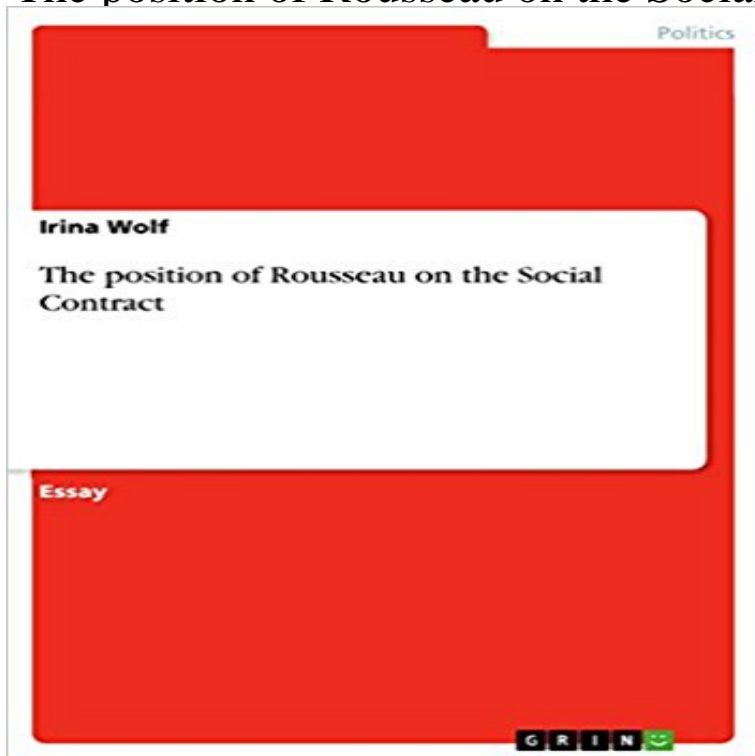 The position of Rousseau on the Social
Politics
Irina Wolf
The position of Rousseau on the Social
Contract
Essay
GRIN